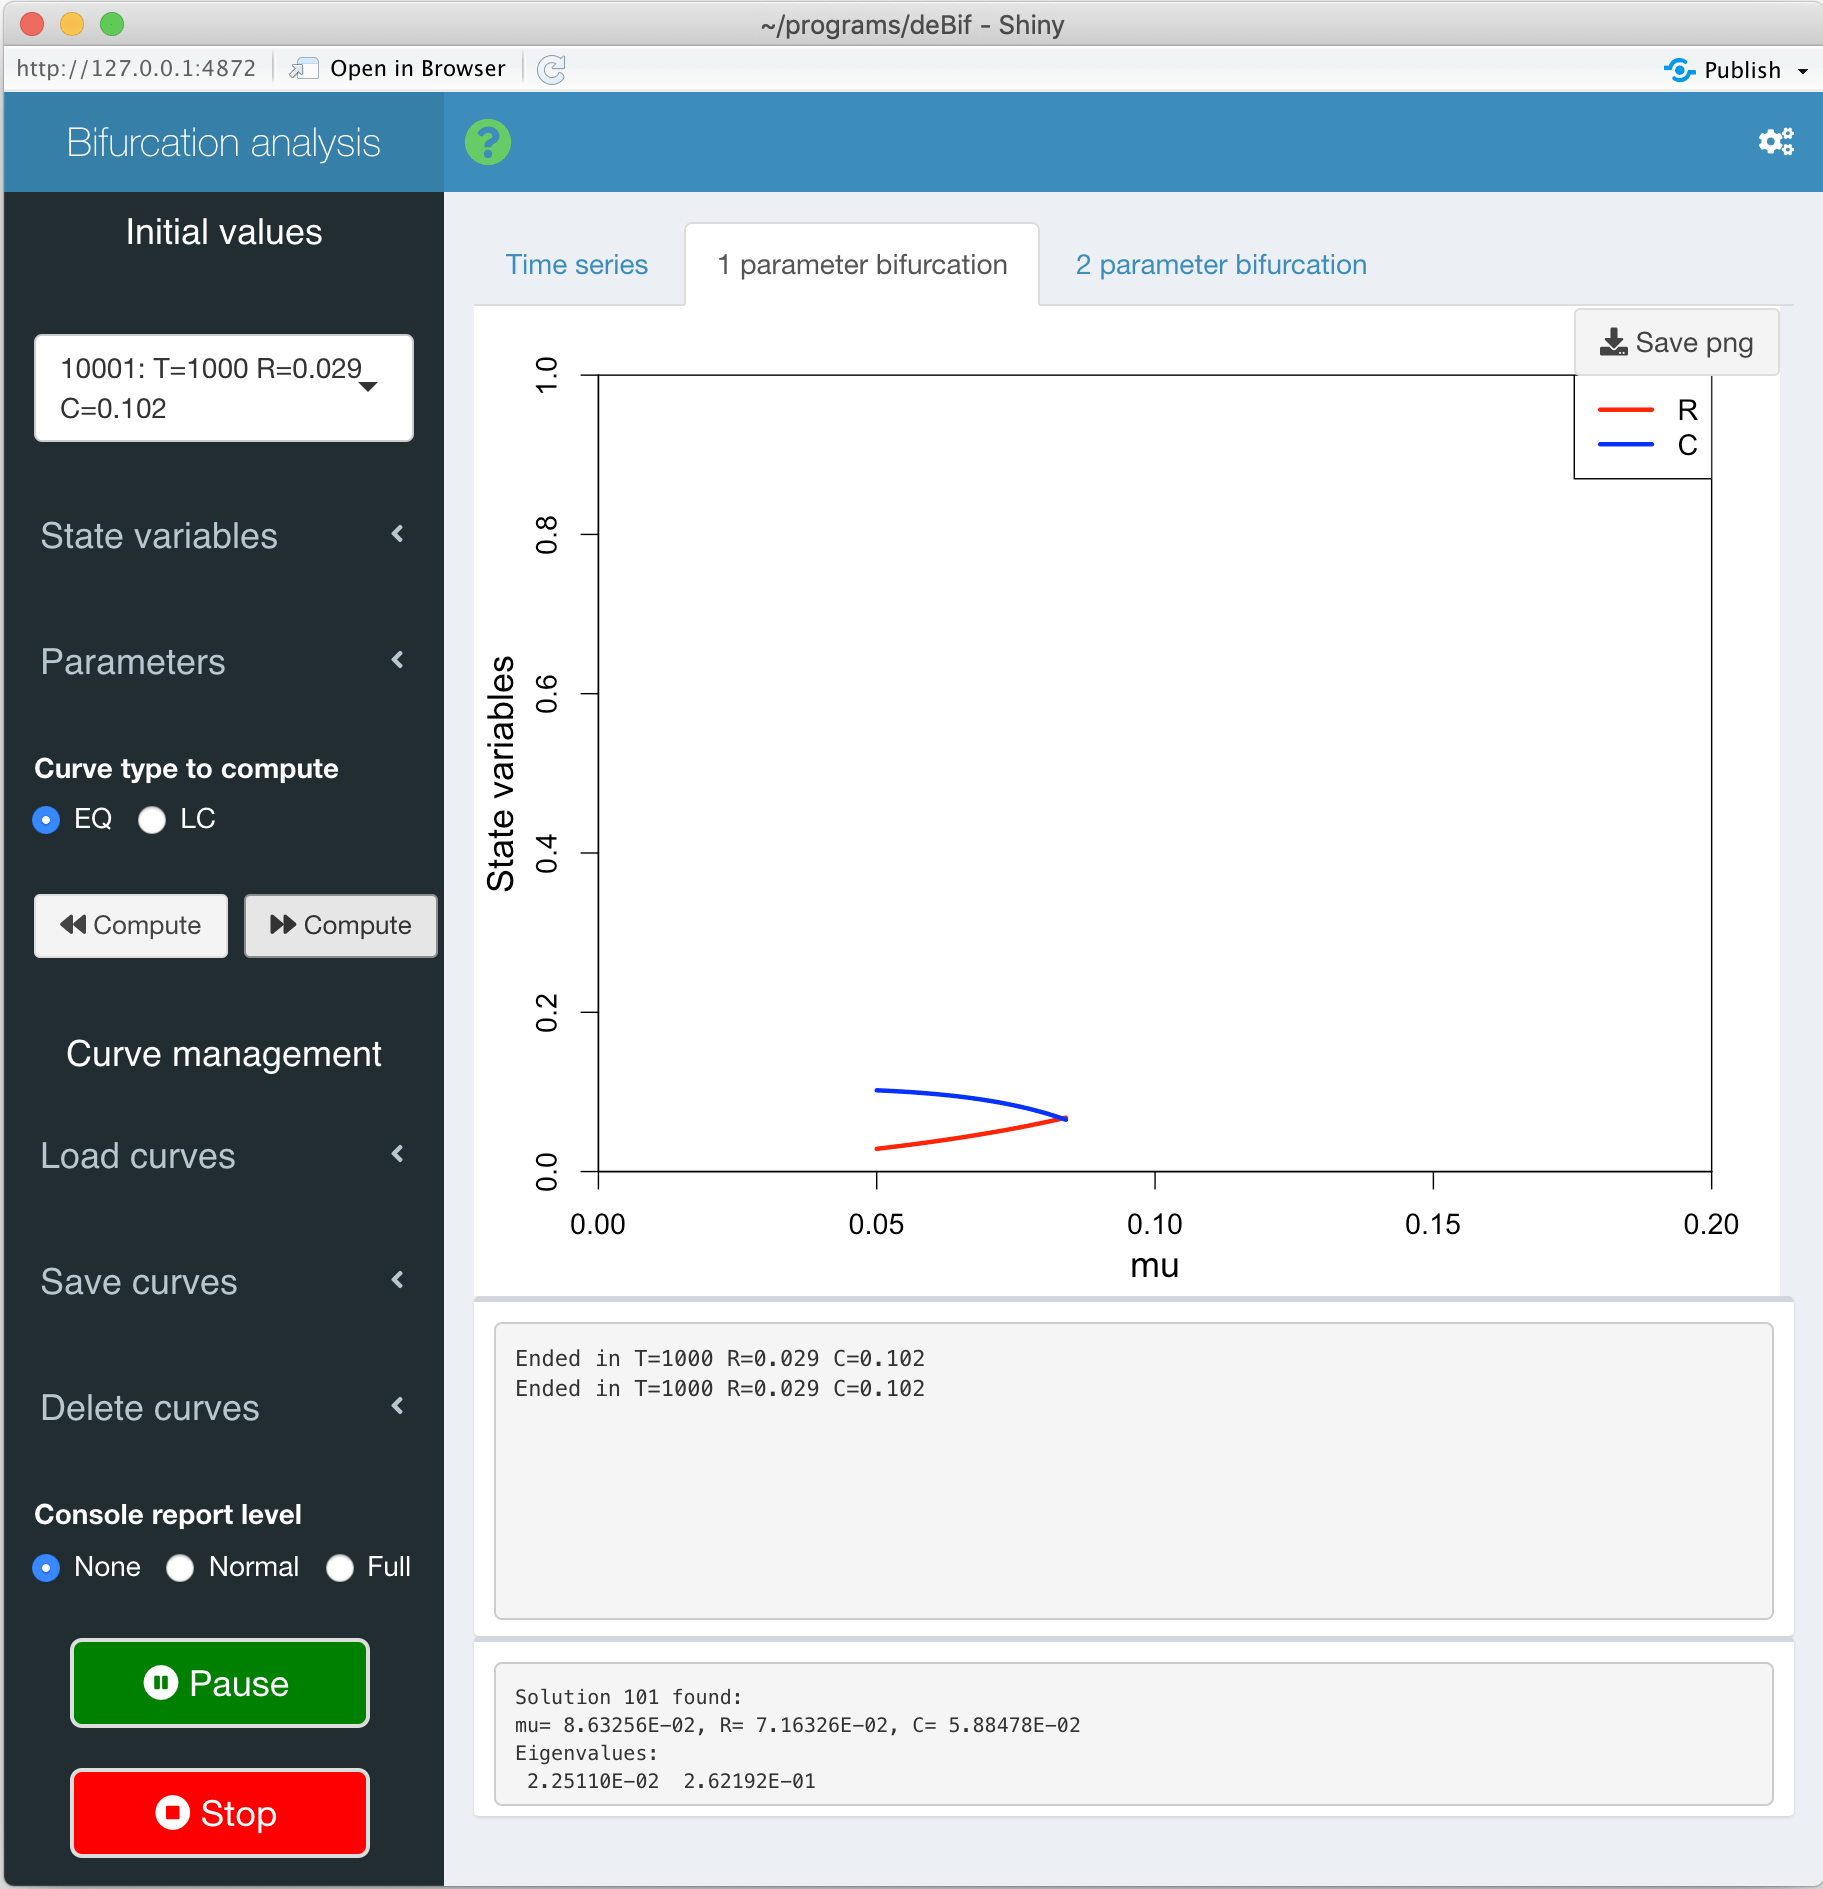 ~/programs/deBif - Shiny
http://127.0.0.1:4872
Open in Browser
Publish
Bifurcation analysis
?
Initial values
10001: T=1000 R=0.029
C=0.102
State variables
Parameters
Curve type to compute
EQ LC
Compute Compute
Curve management
Load curves
Save curves
Delete curves
Console report level
None Normal Full
Pause
Stop
Time series
1 parameter bifurcation
2 parameter bifurcation
Save png
R
C
State variables
1.0
0.8
0.6
0.4
0.2
0.0
0.00 0.05 0.10 0.15 0.20
mu
Ended in T=1000 R=0.029 C=0.102
Ended in T=1000 R=0.029 C=0.102
Solution 101 found:
mu= 8.63256E-02, R= 7.16326E-02, C= 5.88478E-02
Eigenvalues:
2.25110E-02 2.62192E-01